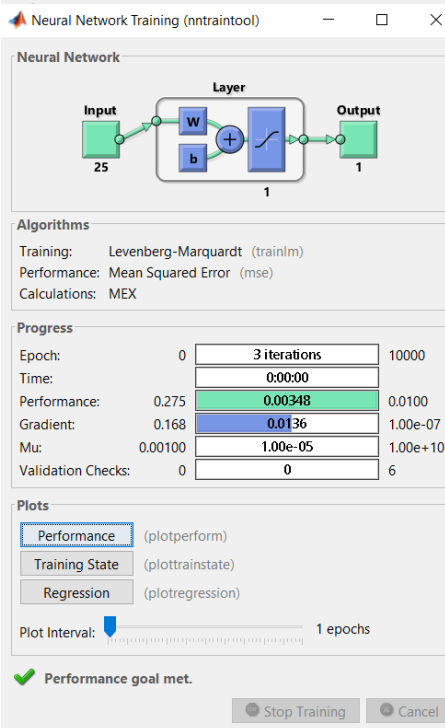 Neural Network Training (nntraintool)
Neural Network
Layer
Input
Output
W
b
+
25
1
1
Algorithms
Training: Levenberg-Marquardt (trainlm)
Performance: Mean Squared Error (mse)
Calculations: MEX
Progress
Epoch: 0 3 iterations 10000
Time: 0:00:00
Performance: 0.275 0.00348 0.0100
Gradient: 0.168 0.0136 1.00e-07
Mu: 0.00100 1.00e-05 1.00e+10
Validation Checks: 0 0 6
Plots
Performance (plotperform)
Training State (plottrainstate)
Regression (plotregression)
Plot Interval: 1 epochs
Performance goal met.
Stop Training Cancel